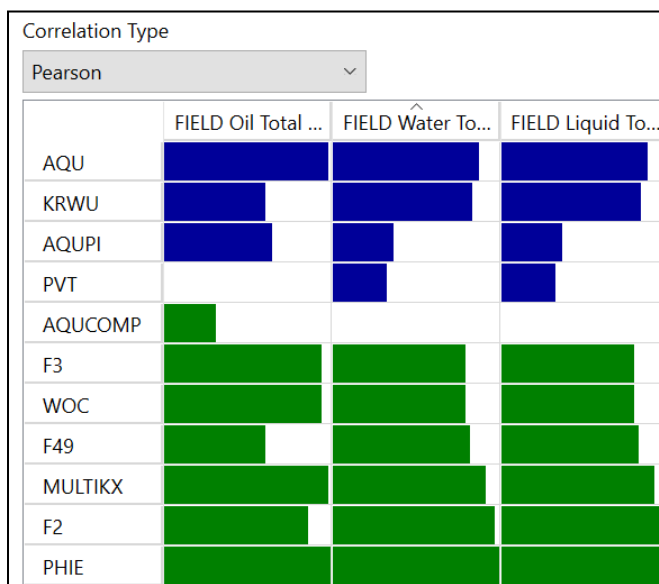 Correlation Type
Pearson
FIELD Oil Total ... FIELD Water To... FIELD Liquid To...
AQU
KRWU
AQUPI
PVT
AQUCOMP
F3
WOC
F49
MULTIKX
F2
PHIE